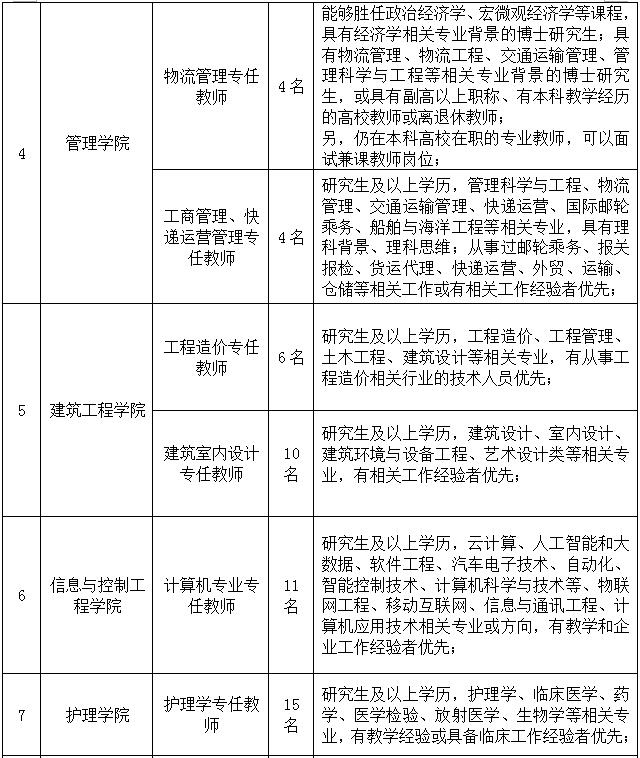 4
管理学院
物流管理专任
教师
4 名
能够胜任政治经济学、宏微观经济学等课程，
具有经济学相关专业背景的博士研究生；具
有物流管理、物流工程、交通运输管理、管
理科学与工程等相关专业背景的博士研究
生，或具有副高以上职称、有本科教学经历
的高校教师或离退休教师；
另，仍在本科高校在职的专业教师，可以面
试兼课教师岗位；
工商管理、快
递运营管理专
任教师
4 名
研究生及以上学历，管理科学与工程、物流
管理、交通运输管理、快递运营、国际邮轮
乘务、船舶与海洋工程等相关专业，具有理
科背景、理科思维；从事过邮轮乘务、报关
报检、货运代理、快递运营、外贸、运输、
仓储等相关工作或有相关工作经验者优先；
5
建筑工程学院
工程造价专任
教师
6 名
研究生及以上学历，工程造价、工程管理、
土木工程、建筑设计等相关专业，有从事工
程造价相关行业的技术人员优先；
建筑室内设计
专任教师
10
名
研究生及以上学历，建筑设计、室内设计、
建筑环境与设备工程、艺术设计类等相关专
业，有相关工作经验者优先；
6
信息与控制工
程学院
计算机专业专
任教师
11
名
研究生及以上学历，云计算、人工智能和大
数据、软件工程、汽车电子技术、自动化、
智能控制技术、计算机科学与技术等、物联
网工程、移动互联网、信息与通讯工程、计
算机应用技术相关专业或方向，有教学和企
业工作经验者优先；
7
护理学院
护理学专任教
师
15
名
研究生及以上学历，护理学、临床医学、药
学、医学检验、放射医学、生物学等相关专
业，有教学经验或具备临床工作经验者优先；